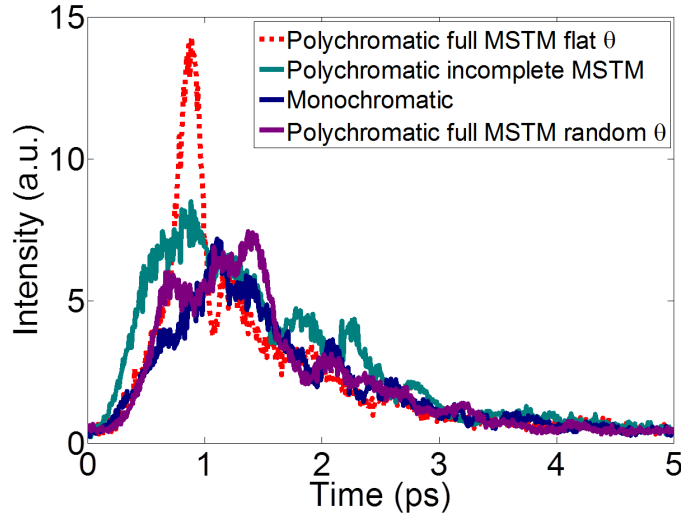 15
Polychromatic full MSTM flat θ
Polychromatic incomplete MSTM
Monochromatic
Polychromatic full MSTM random θ
10
Intensity (a.u.)
5
0
0 1 2 3 4 5
Time (ps)